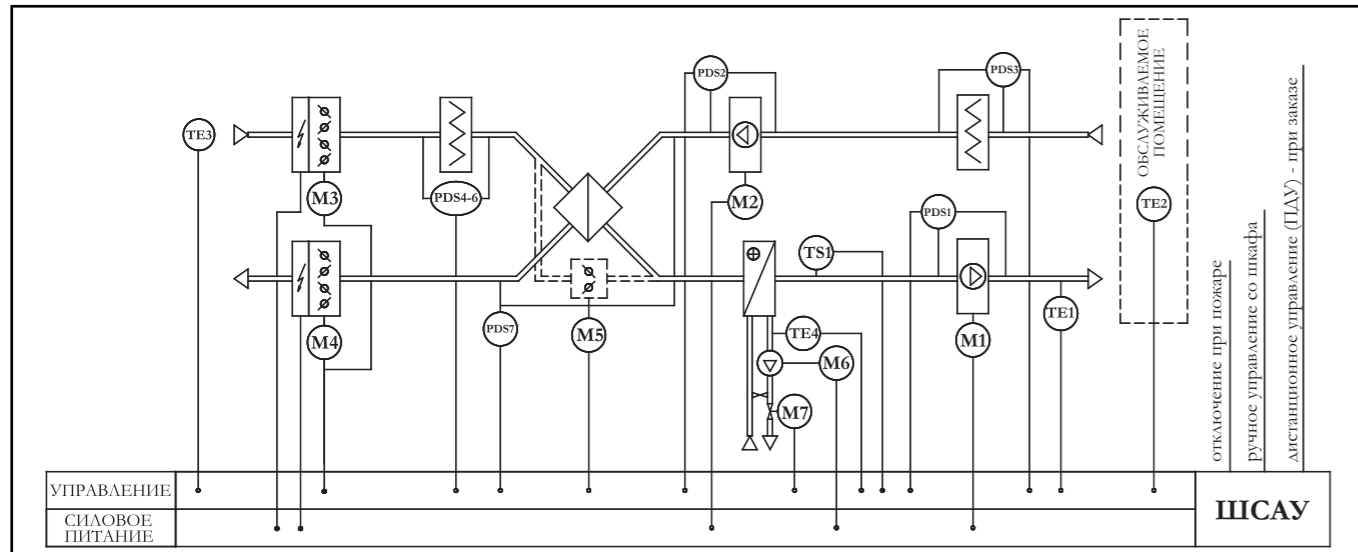 PDS2
PDS3
TE3
ОБСЛУЖИВАЕМОЕ
ПОМЕЩЕНИЕ
M3
PDS4-6
M2
TE2
PDS1
TS1
M4
PDS7
M5
TE4
M6
M1
TE1
M7
отключение при пожаре
ручное управление со шкафа
дистанционное управление (ПДУ) - при заказе
УПРАВЛЕНИЕ
СИЛОВОЕ
ПИТАНИЕ
ШСАУ